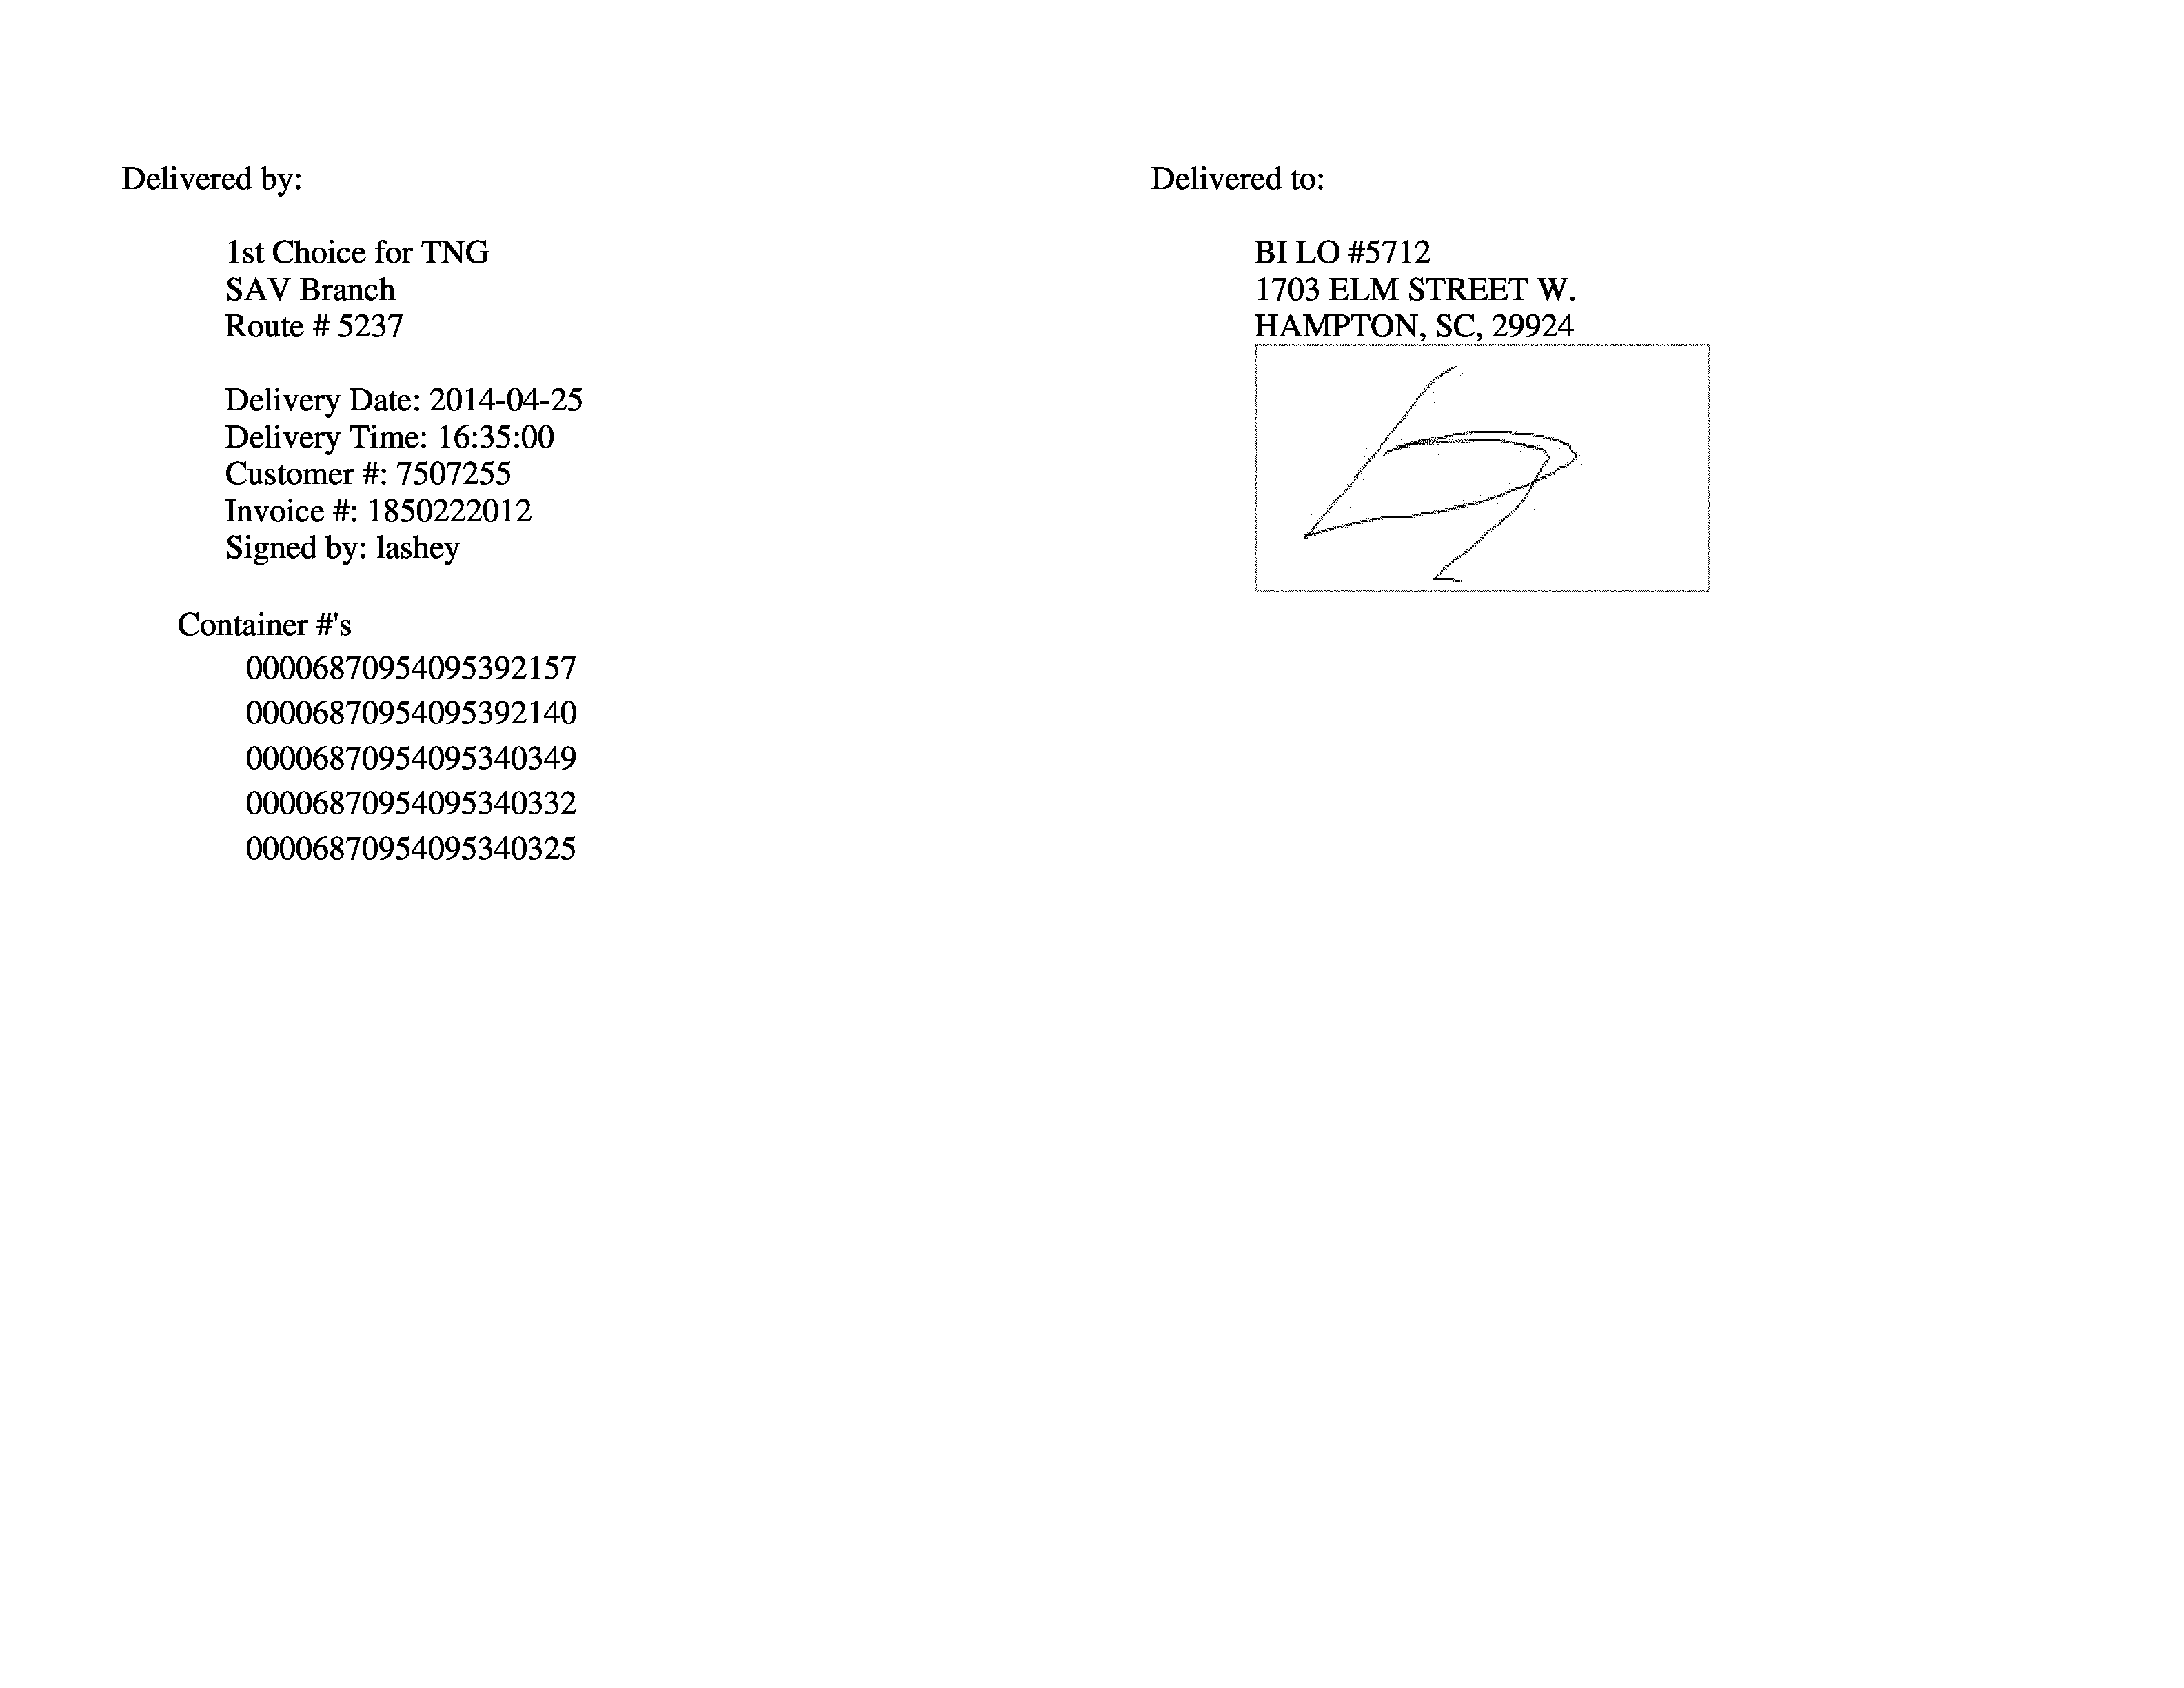 Delivered by:
1st Choice for TNG
SAV Branch
Route # 5237
Delivery Date: 2014-04-25
Delivery Time: 16:35:00
Customer #: 7507255
Invoice #: 1850222012
Signed by: lashey
Container #'s
00006870954095392157
00006870954095392140
00006870954095340349
00006870954095340332
00006870954095340325
Delivered to:
BI LO #5712
1703 ELM STREET W.
HAMPTON, SC, 29924